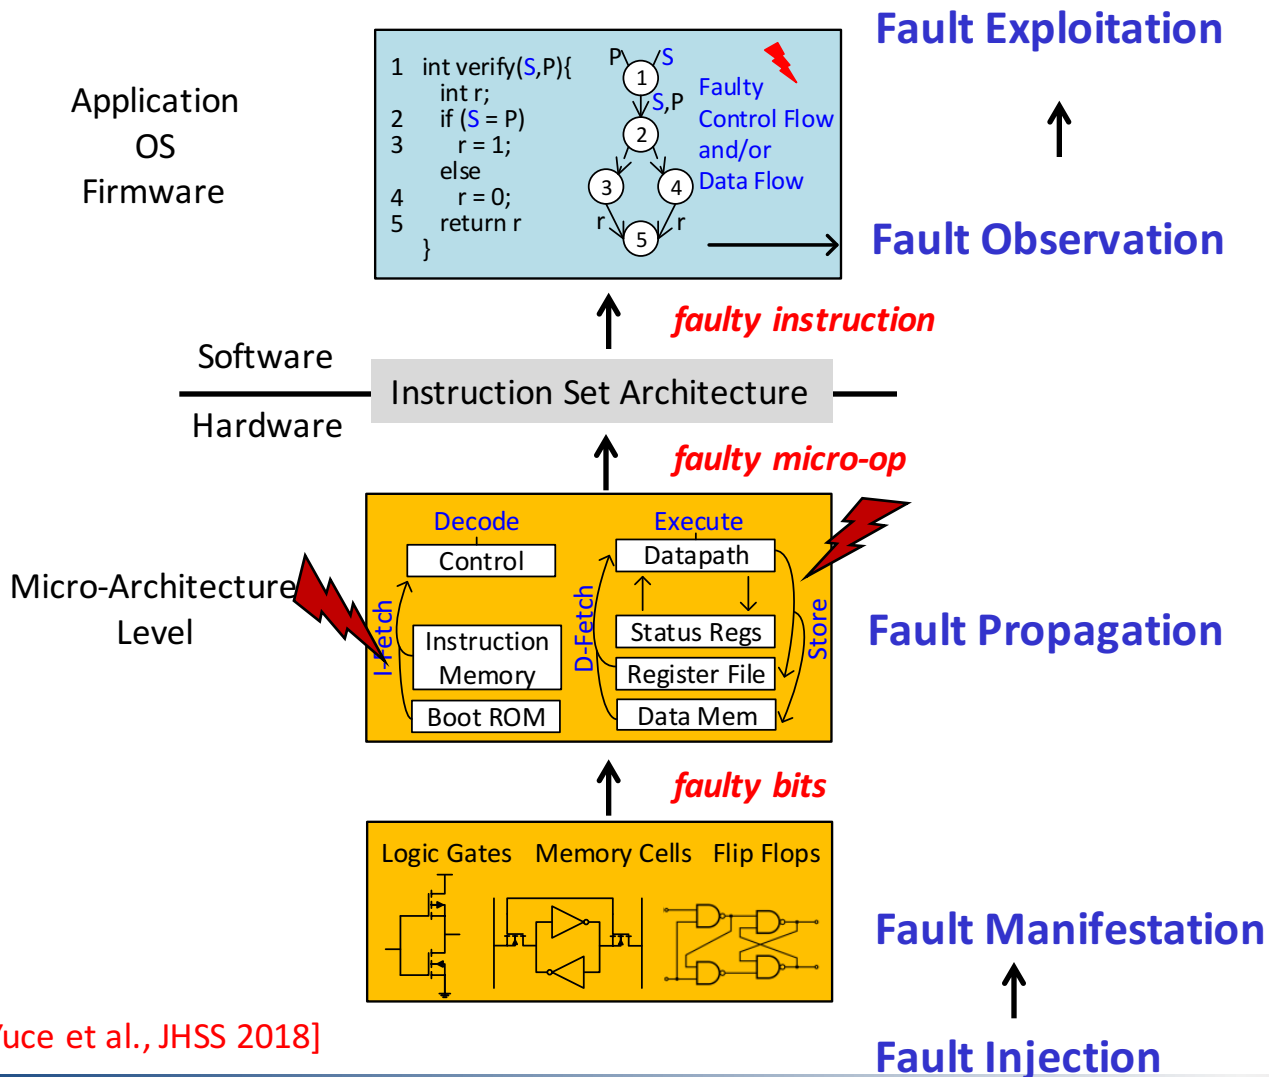 Fault Exploitation
Application
OS
Firmware
1 int verify(S,P){
int r;
2 if (S = P)
3 r = 1;
else
4 r = 0;
5 return r
}
P S
1
S,P
2
3 4
r r
5
Faulty
Control Flow
and/or
Data Flow
Fault Observation
faulty instruction
Software
Instruction Set Architecture
Hardware
faulty micro-op
Micro-Architecture
Level
Decode
Control
I-Fetch
Instruction
Memory
Boot ROM
Execute
Datapath
D-Fetch
Status Regs
Register File
Data Mem
Store
Fault Propagation
faulty bits
Logic Gates Memory Cells Flip Flops
Fault Manifestation
Fault Injection
uce et al., JHSS 2018]